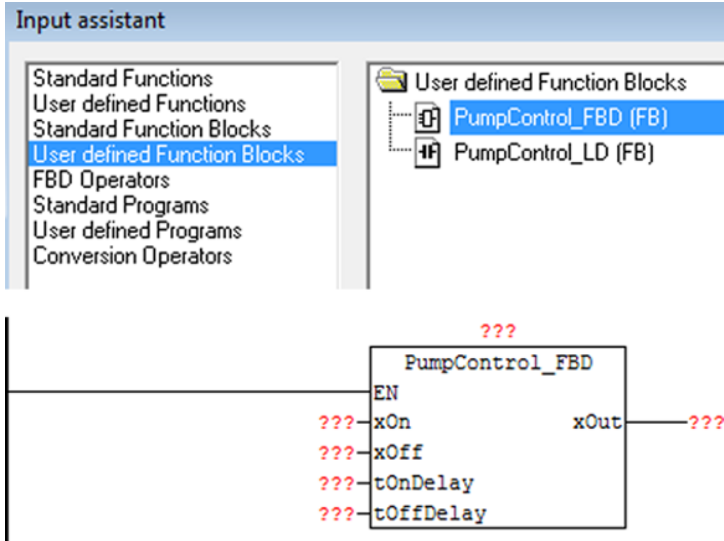 Input assistant
Standard Functions
User defined Functions
Standard Function Blocks
User defined Function Blocks
FBD Operators
Standard Programs
User defined Programs
Conversion Operators
User defined Function Blocks
PumpControl_FBD (FB)
PumpControl_LD (FB)
???
PumpControl_FBD
EN
??? xOn xOut ???
??? xOff
??? tOnDelay
??? tOffDelay